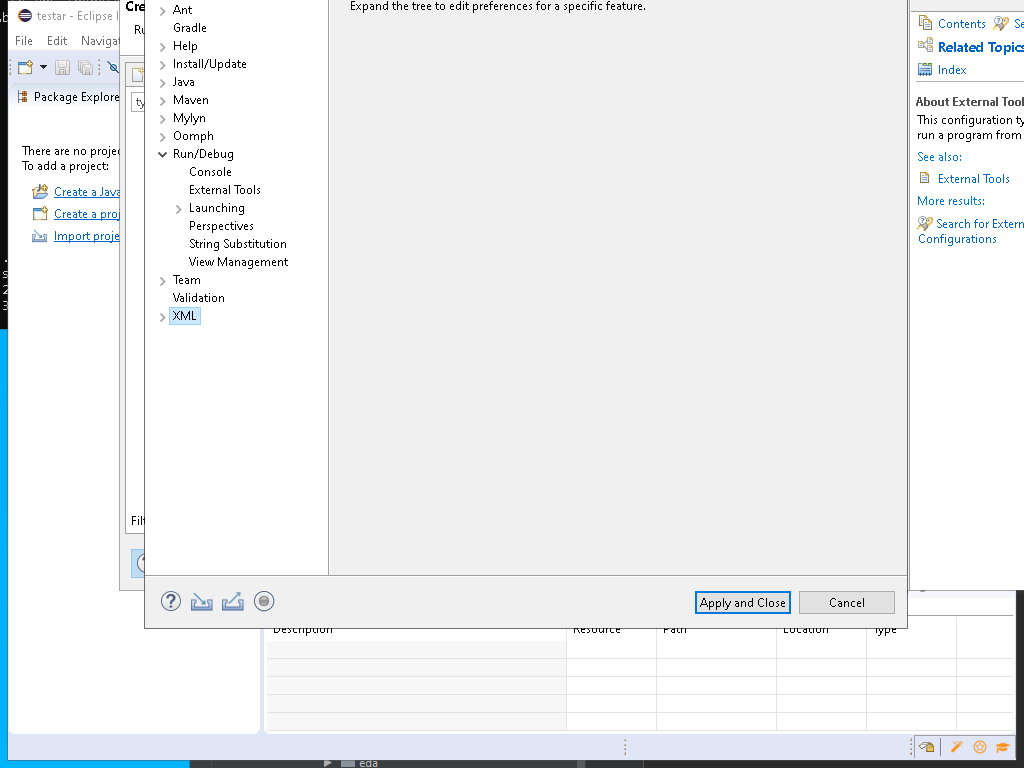 testar - Eclipse I
File Edit Navigat
Package Explore
There are no projec
To add a project:
Create a Java
Create a proj
Import proje
Cre
Ru
ty
Filt
Ant
Gradle
Help
Install/Update
Java
Maven
Mylyn
Oomph
Run/Debug
Console
External Tools
Launching
Perspectives
String Substitution
View Management
Team
Validation
XML
Expand the tree to edit preferences for a specific feature.
Apply and Close Cancel
Contents Se
Related Topics
Index
About External Tool
This configuration ty
run a program from
See also:
External Tools
More results:
Search for Extern
Configurations
Description Resource Path Location Type
eda